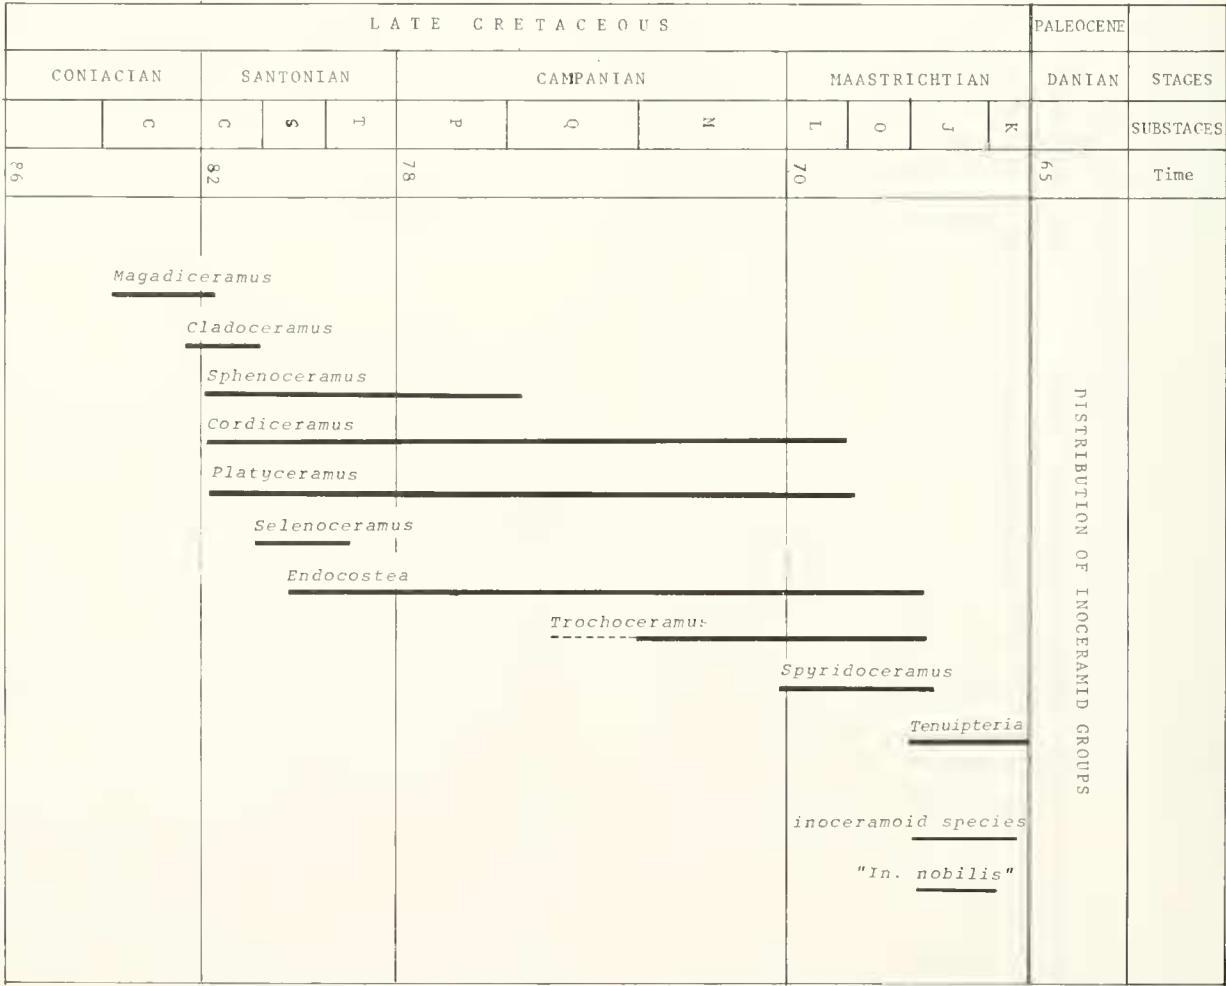 LATE CRETACEOUS PALEOCENE
CONIACIAN SANTONIAN CAMPANIAN MAASTRICHTIAN DANIAN STAGES
C C S T P Q M L O J K SUBSTAGES
86 82 78 70 65 Time
Magadiceramus
Cladoceramus
Sphenoceramus
Cordiceramus
Platyceramus
Selenoceramus
Endocostea
Trochoceramus
Spyridoceramus
Tenuipteria
inoceramoid species
"In. nobilis"
DISTRIBUTION OF INOCERAMID GROUPS